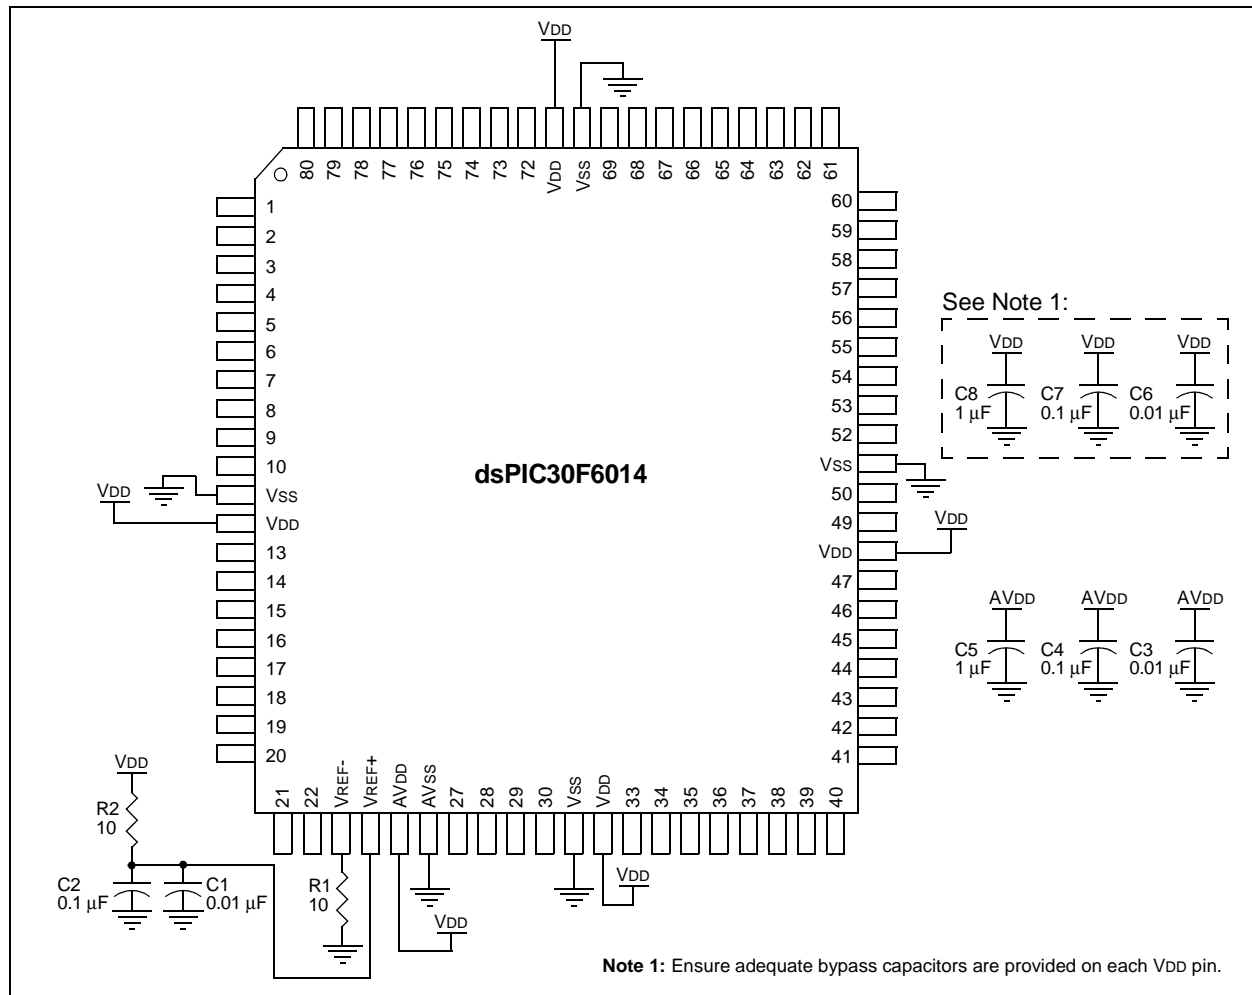 VDD
80 79 78 77 76 75 74 73 72 VDD VSS 69 68 67 66 65 64 63 62 61
1
2
3
4
5
6
7
8
9
10
VSS
VDD
13
14
15
16
17
18
19
20
VDD
dsPIC30F6014
60
59
58
57
56
55
54
53
52
VSS
50
49
VDD
47
46
45
44
43
42
41
VDD
See Note 1:
VDD VDD VDD
C8 C7 C6
1 µF 0.1 µF 0.01 µF
AVDD AVDD AVDD
C5 C4 C3
1 µF 0.1 µF 0.01 µF
21 22 VREF- VREF+ AVDD AVSS 27 28 29 30 VSS VDD 33 34 35 36 37 38 39 40
VDD
R2
10
C2
0.1 µF
C1
0.01 µF
R1
10
VDD
VDD
Note 1: Ensure adequate bypass capacitors are provided on each VDD pin.